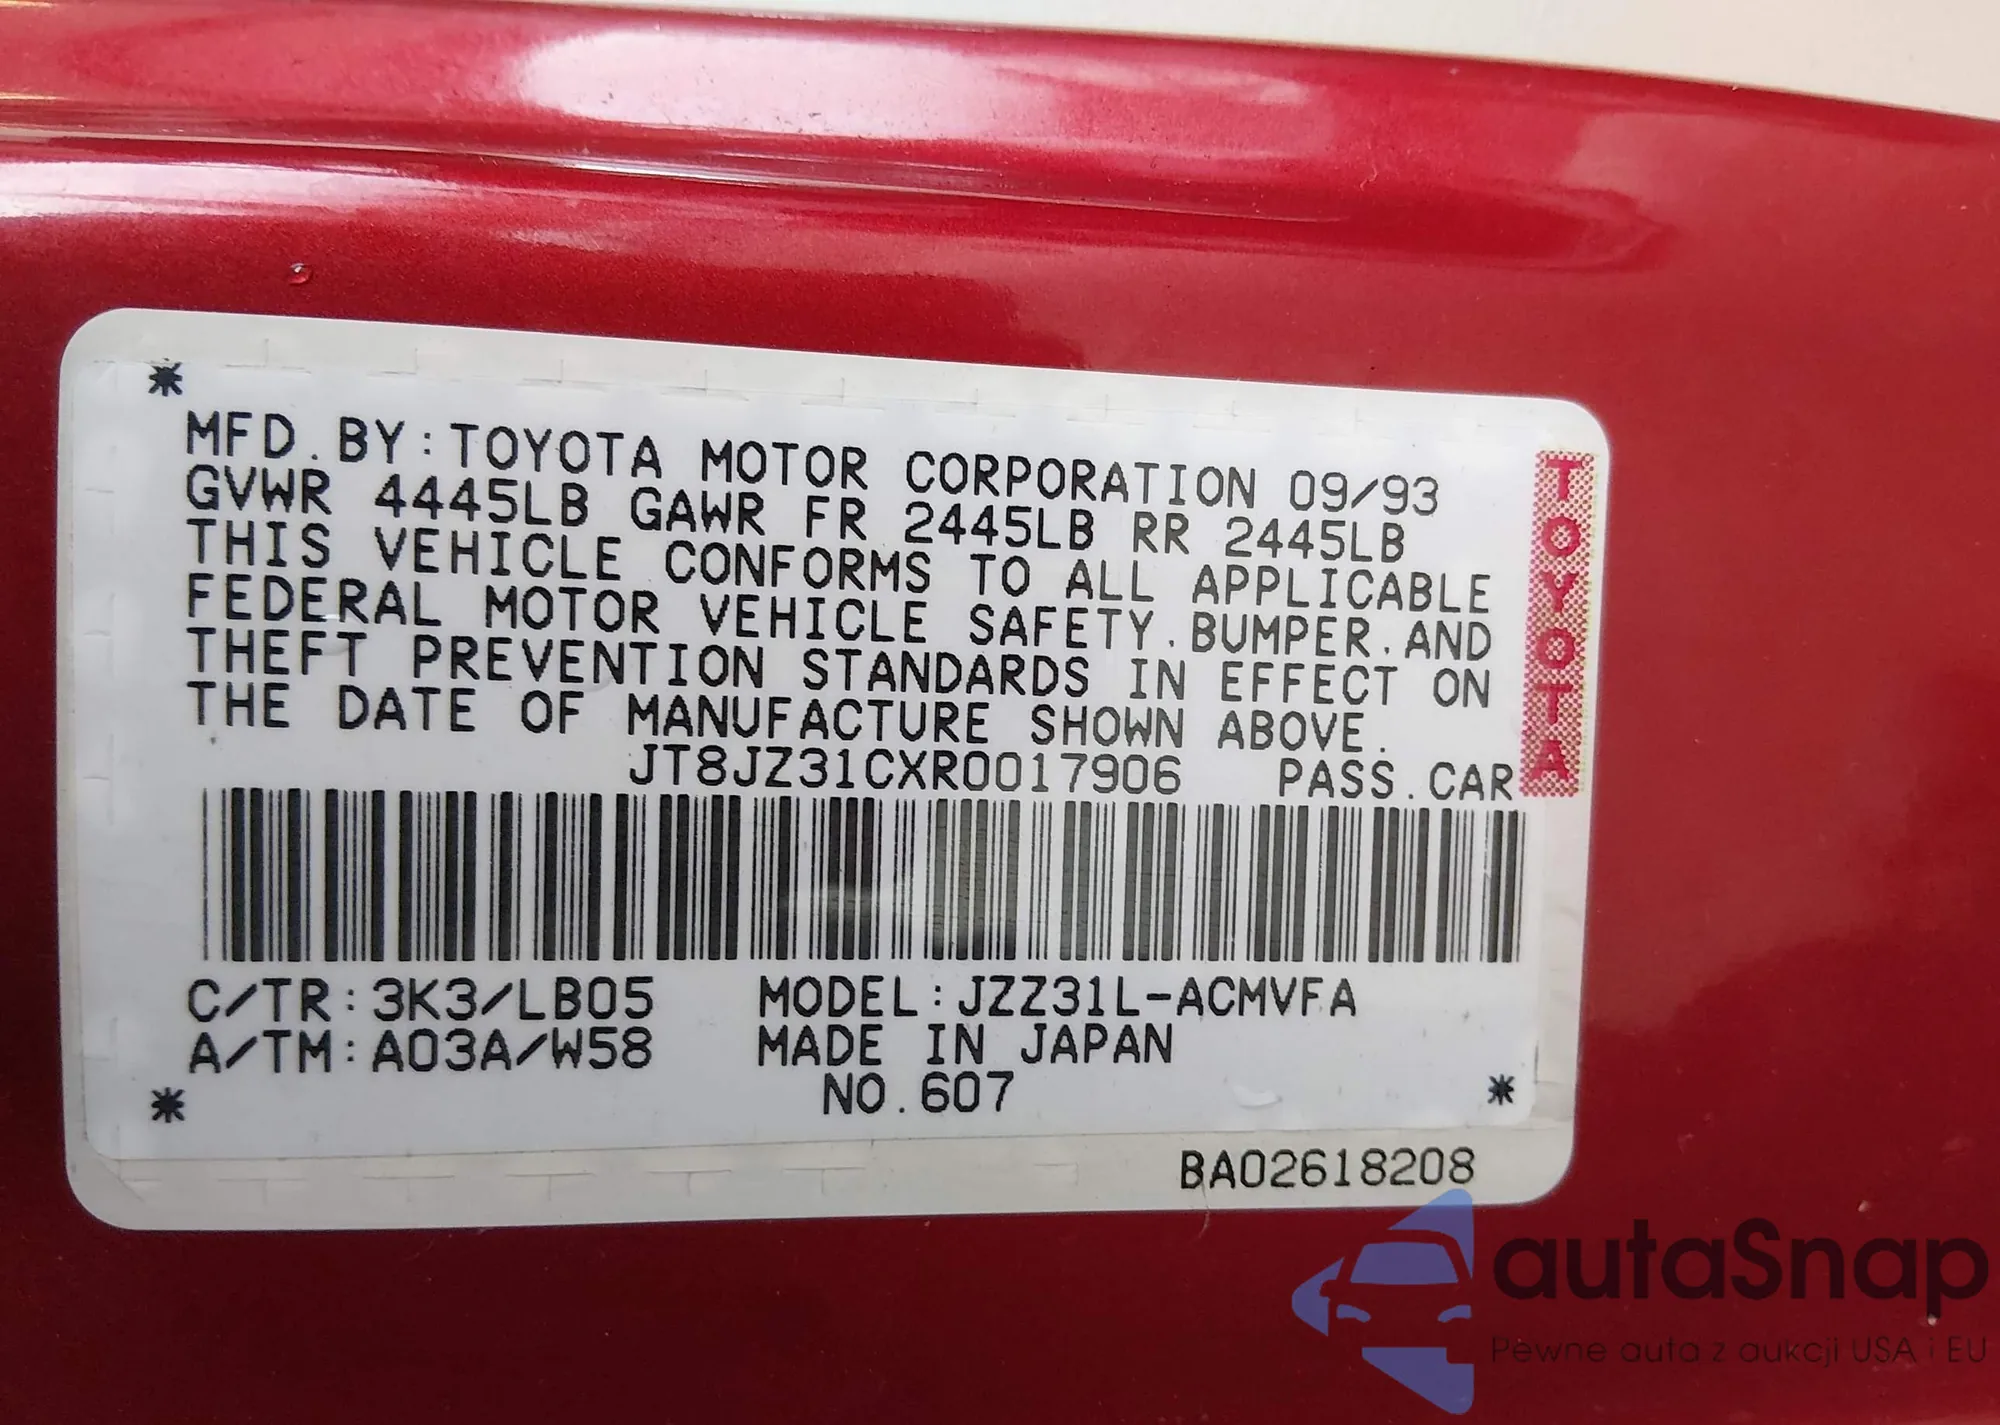 MFD.BY:TOYOTA MOTOR CORPORATION 09/93
GVWR 4445LB GAWR FR 2445LB RR 2445LB
THIS VEHICLE CONFORMS TO ALL APPLICABLE
FEDERAL MOTOR VEHICLE SAFETY.BUMPER.AND
THEFT PREVENTION STANDARDS IN EFFECT ON
THE DATE OF MANUFACTURE SHOWN ABOVE.
JT8JZ31CXR0017906 PASS.CAR
TOYOTA
C/TR:3K3/LB05 MODEL:JZZ31L-ACMVFA
A/TM:A03A/W58 MADE IN JAPAN
NO.607
BA02618208
autaSnap
Pewne auta z aukcji USA i EU